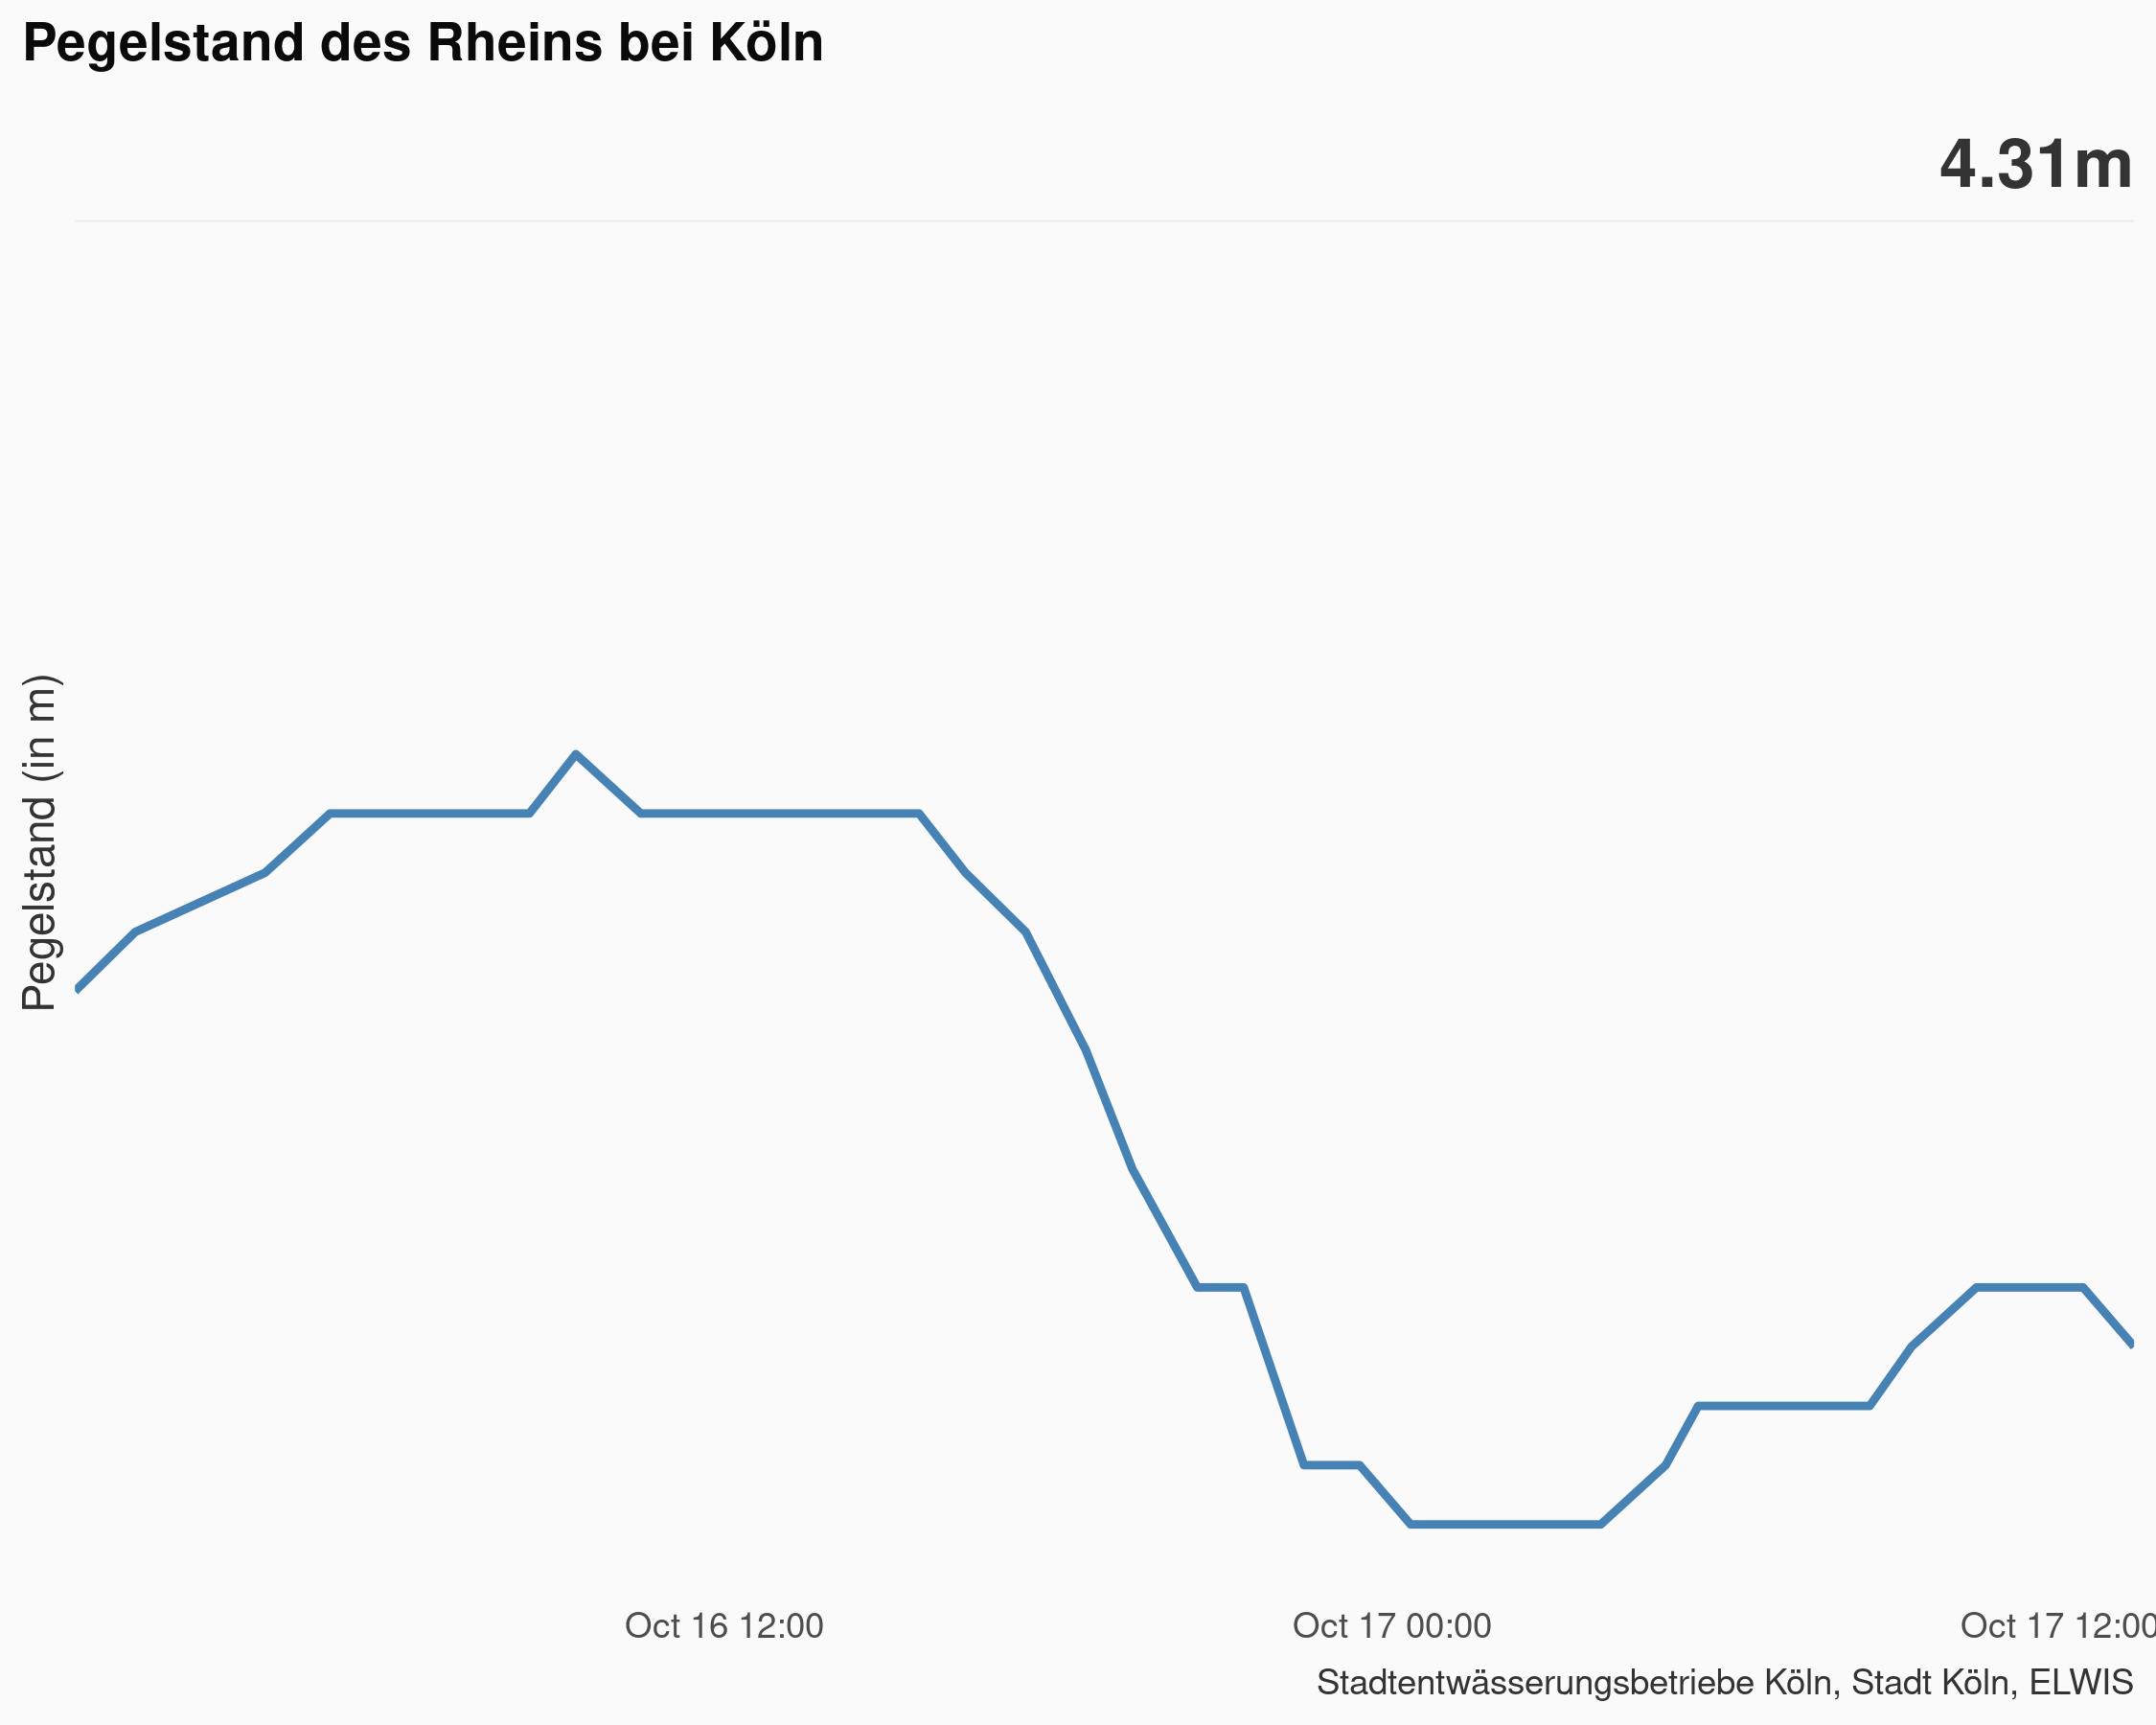 Pegelstand des Rheins bei Köln
4.31m
Pegelstand (in m)
Oct 16 12:00
Oct 17 00:00
Oct 17 12:00
Stadtentwässerungsbetriebe Köln, Stadt Köln, ELWIS